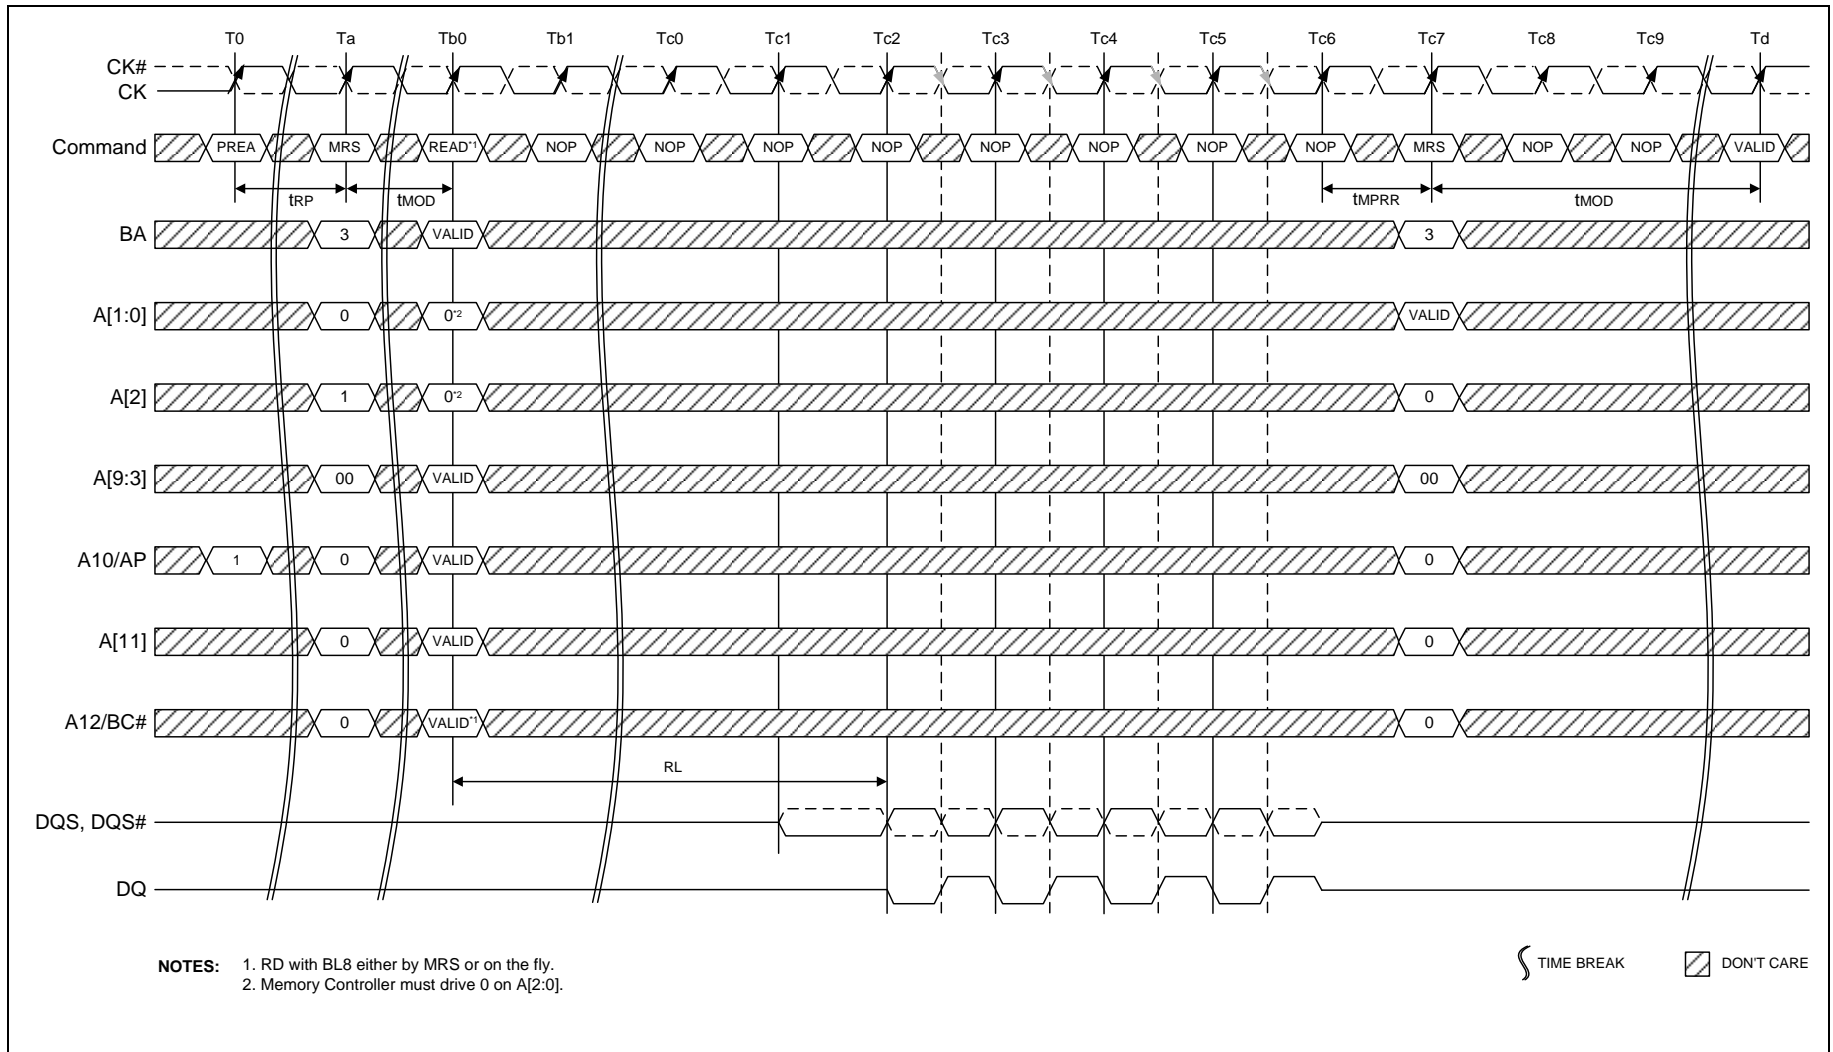 T0 Ta Tb0 Tb1 Tc0 Tc1 Tc2 Tc3 Tc4 Tc5 Tc6 Tc7 Tc8 Tc9 Td
CK#
CK
Command PREA MRS READ*1 NOP NOP NOP NOP NOP NOP NOP NOP MRS NOP NOP VALID
tRP tMOD tMPRR tMOD
BA 3 VALID 3
A[1:0] 0 0*2 VALID
A[2] 1 0*2 0
A[9:3] 00 VALID 00
A10/AP 1 0 VALID 0
A[11] 0 VALID 0
A12/BC# 0 VALID*1 0
RL
DQS, DQS#
DQ
NOTES: 1. RD with BL8 either by MRS or on the fly.
2. Memory Controller must drive 0 on A[2:0].
TIME BREAK DON'T CARE